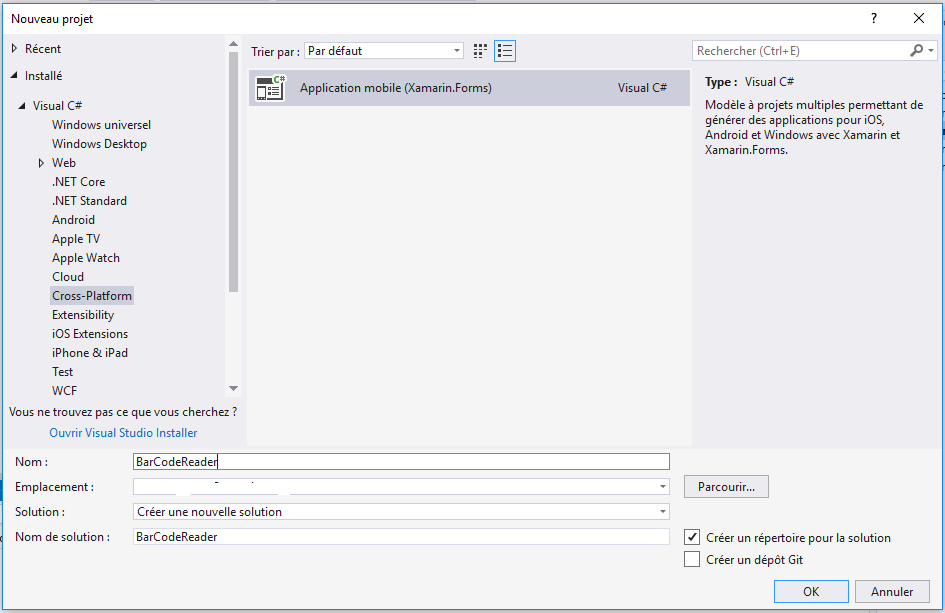 Nouveau projet
?
Récent
Installé
Visual C#
Windows universel
Windows Desktop
Web
.NET Core
.NET Standard
Android
Apple TV
Apple Watch
Cloud
Cross-Platform
Extensibility
iOS Extensions
iPhone & iPad
Test
WCF
Vous ne trouvez pas ce que vous cherchez ?
Ouvrir Visual Studio Installer
Trier par : Par défaut
C#
Application mobile (Xamarin.Forms) Visual C#
Rechercher (Ctrl+E)
Type : Visual C#
Modèle à projets multiples permettant de
générer des applications pour iOS,
Android et Windows avec Xamarin et
Xamarin.Forms.
Nom : BarCodeReader
Emplacement : Parcourir...
Solution : Créer une nouvelle solution
Nom de solution : BarCodeReader
Créer un répertoire pour la solution
Créer un dépôt Git
OK Annuler